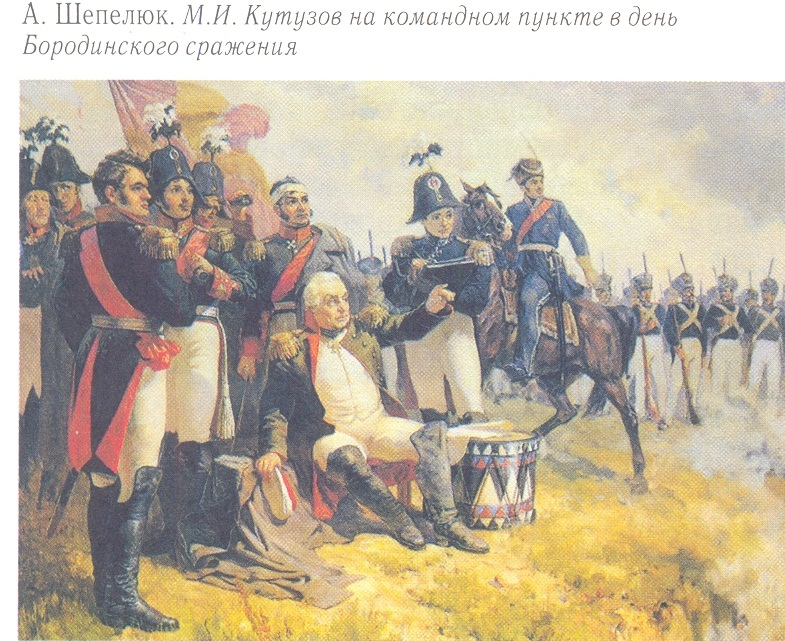 А. Шепелюк. М.И. Кутузов на командном пункте в день
Бородинского сражения